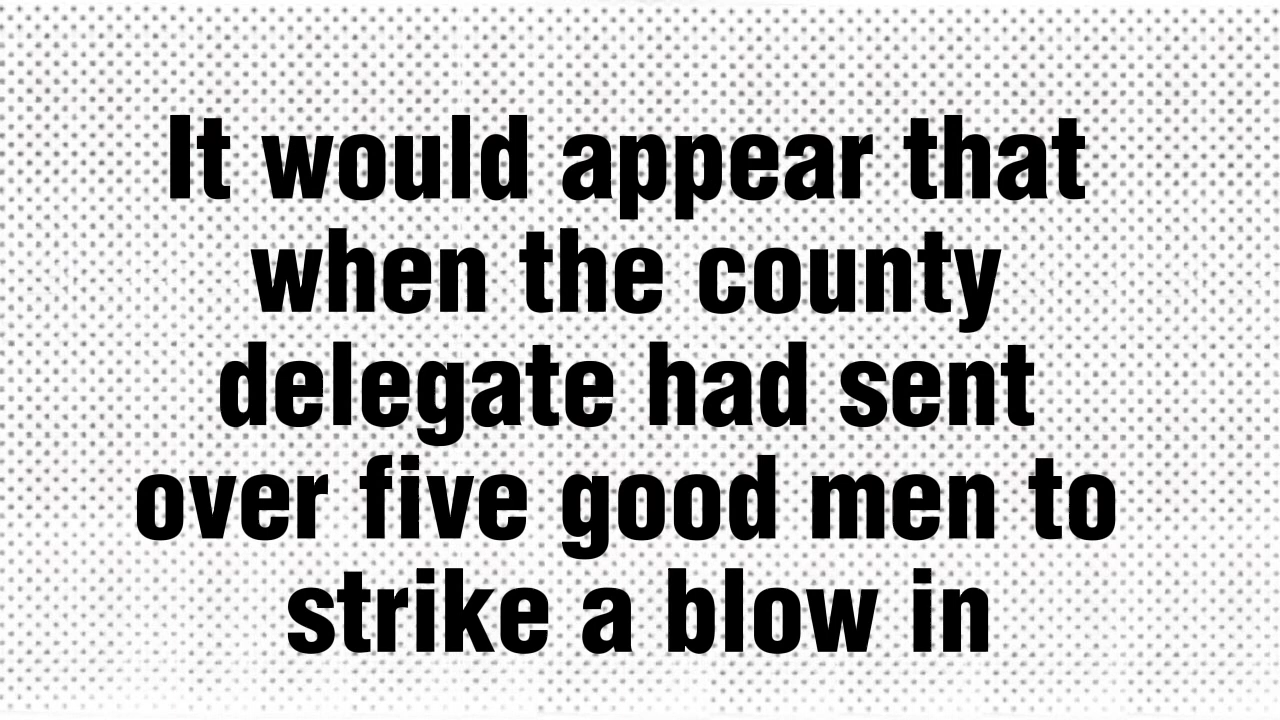 It would appear that
when the county
delegate had sent
over five good men to
strike a blow in